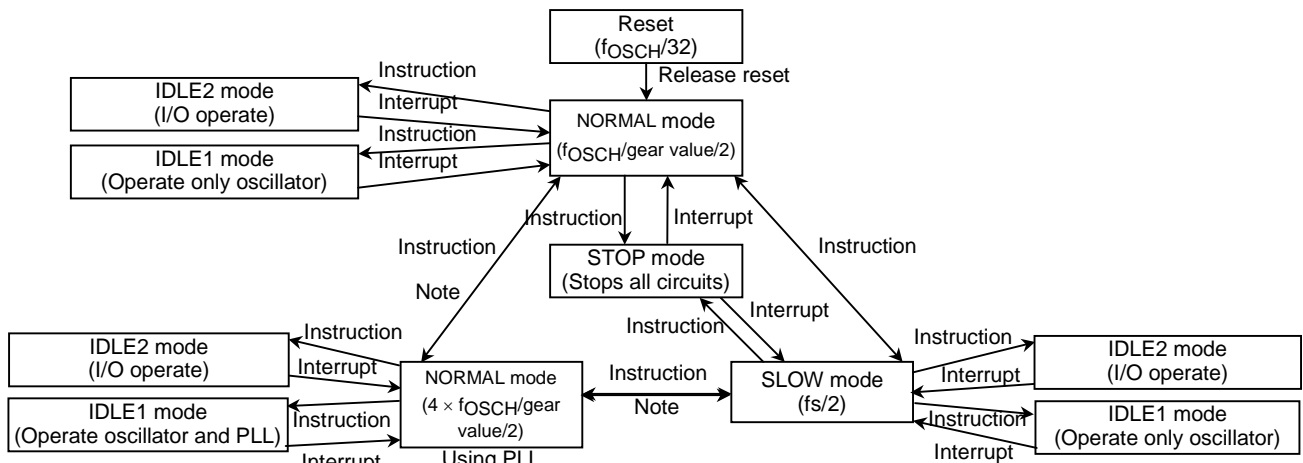 Reset
(fOSCH/32)
Release reset
Instruction
IDLE2 mode
(I/O operate)
Interrupt
NORMAL mode
(fOSCH/gear value/2)
Instruction
IDLE1 mode
(Operate only oscillator)
Interrupt
Instruction
Interrupt
Instruction
Instruction
STOP mode
(Stops all circuits)
Note
Interrupt
Instruction
Instruction
IDLE2 mode
(I/O operate)
Interrupt
NORMAL mode
(4 × fOSCH/gear
value/2)
Using PLL
Instruction
Note
SLOW mode
(fs/2)
Instruction
IDLE2 mode
(I/O operate)
Interrupt
IDLE1 mode
(Operate oscillator and PLL)
Instruction
Interrupt
Instruction
IDLE1 mode
(Operate only oscillator)
Interrupt